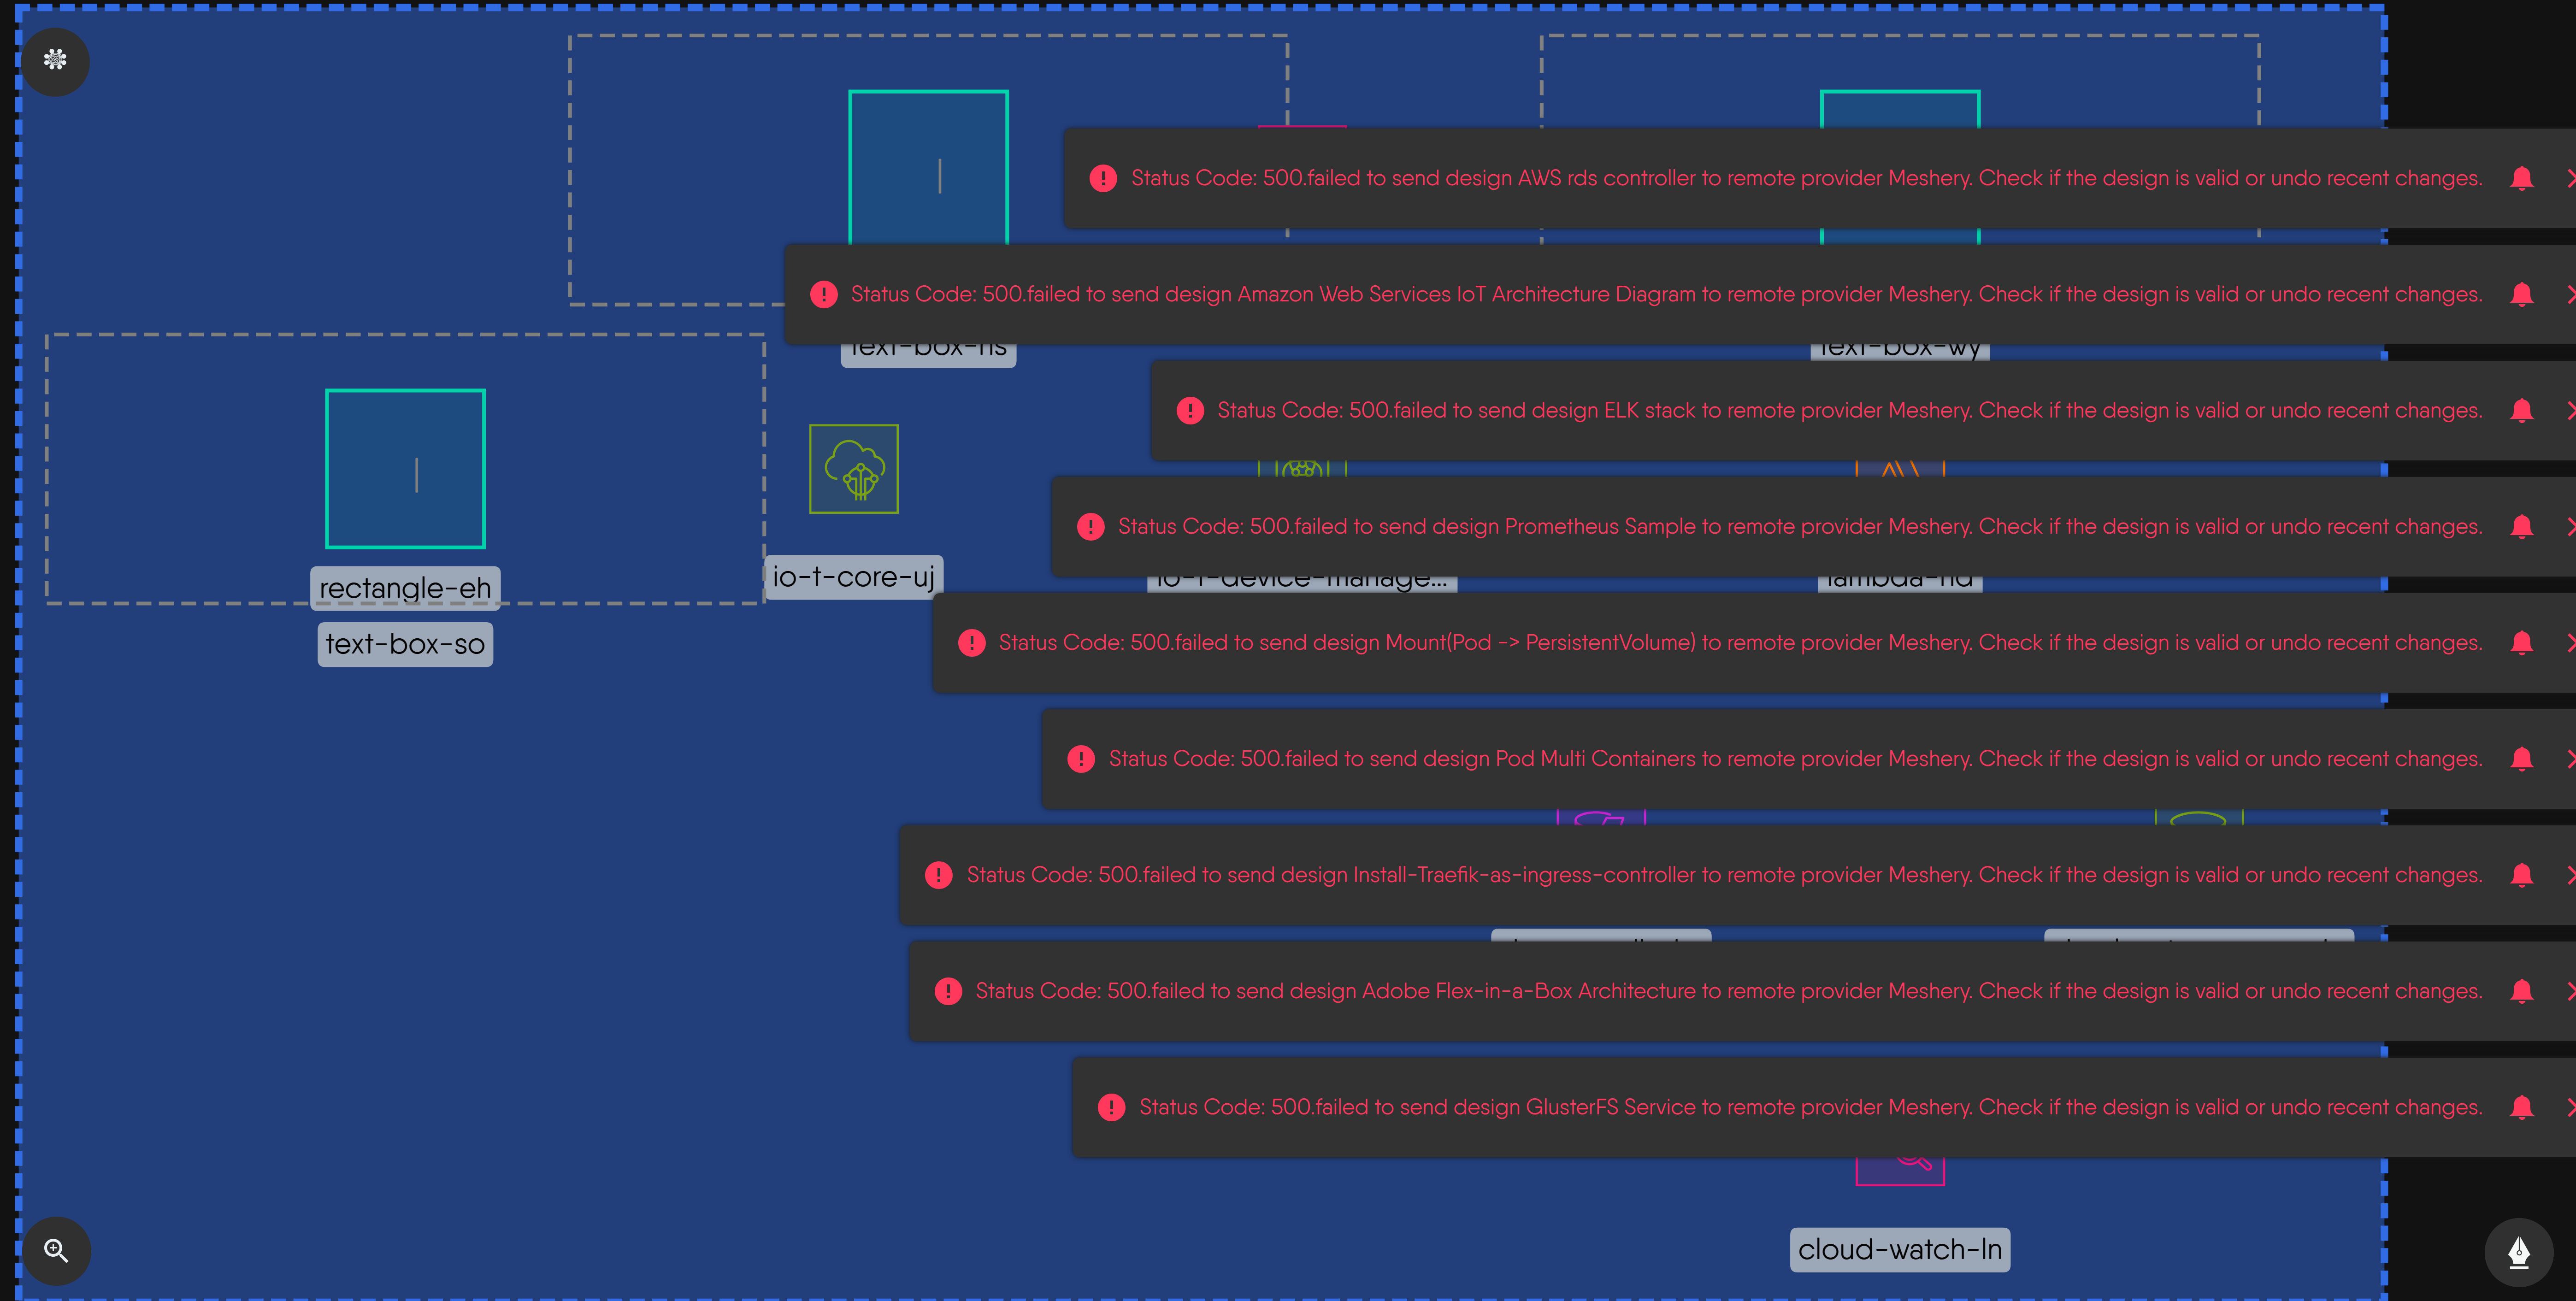 Status Code: 500.failed to send design AWS rds controller to remote provider Meshery. Check if the design is valid or undo recent changes.
Status Code: 500.failed to send design Amazon Web Services IoT Architecture Diagram to remote provider Meshery. Check if the design is valid or undo recent changes.
text-box-wy
Status Code: 500.failed to send design ELK stack to remote provider Meshery. Check if the design is valid or undo recent changes.
Status Code: 500.failed to send design Prometheus Sample to remote provider Meshery. Check if the design is valid or undo recent changes.
rectangle-eh
io-t-core-uj
io-t-device-manage...
text-box-so
Status Code: 500.failed to send design Mount(Pod -> PersistentVolume) to remote provider Meshery. Check if the design is valid or undo recent changes.
Status Code: 500.failed to send design Pod Multi Containers to remote provider Meshery. Check if the design is valid or undo recent changes.
Status Code: 500.failed to send design Install-Traefik-as-ingress-controller to remote provider Meshery. Check if the design is valid or undo recent changes.
Status Code: 500.failed to send design Adobe Flex-in-a-Box Architecture to remote provider Meshery. Check if the design is valid or undo recent changes.
Status Code: 500.failed to send design GlusterFS Service to remote provider Meshery. Check if the design is valid or undo recent changes.
cloud-watch-ln